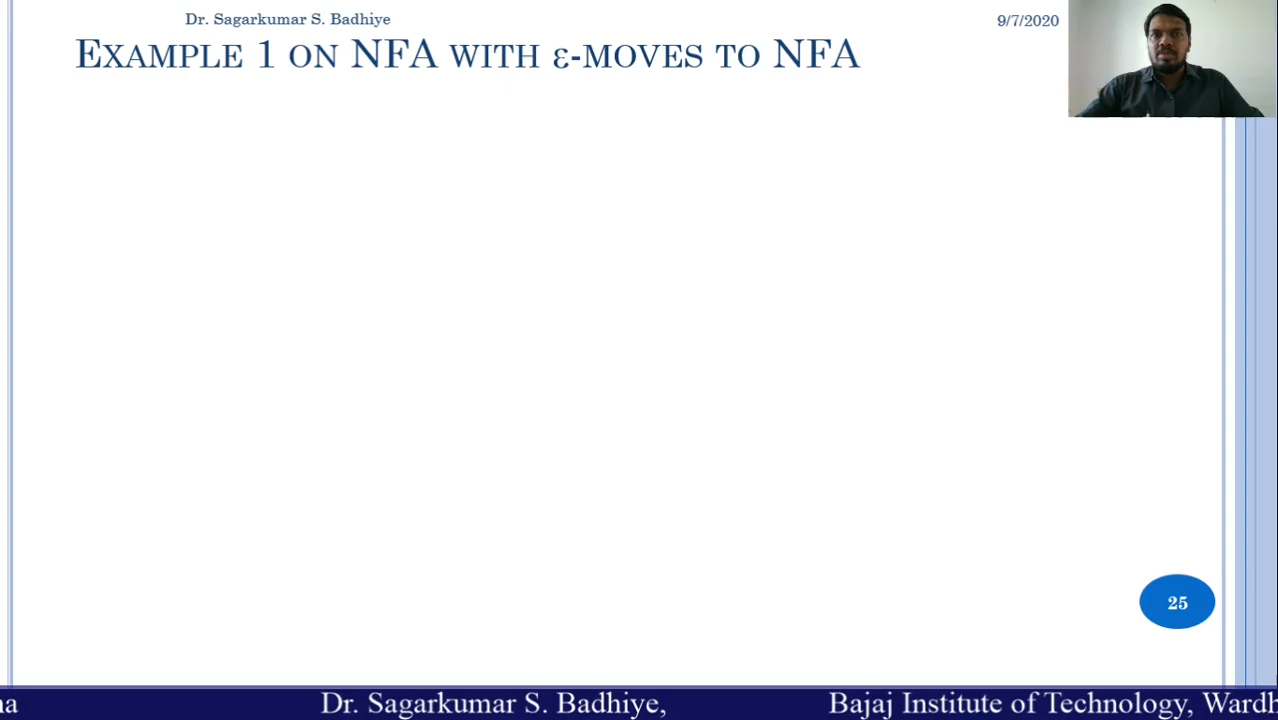 Dr. Sagarkumar S. Badhiye
9/7/2020
EXAMPLE 1 ON NFA WITH ε-MOVES TO NFA
25
Dr. Sagarkumar S. Badhiye, Bajaj Institute of Technology,